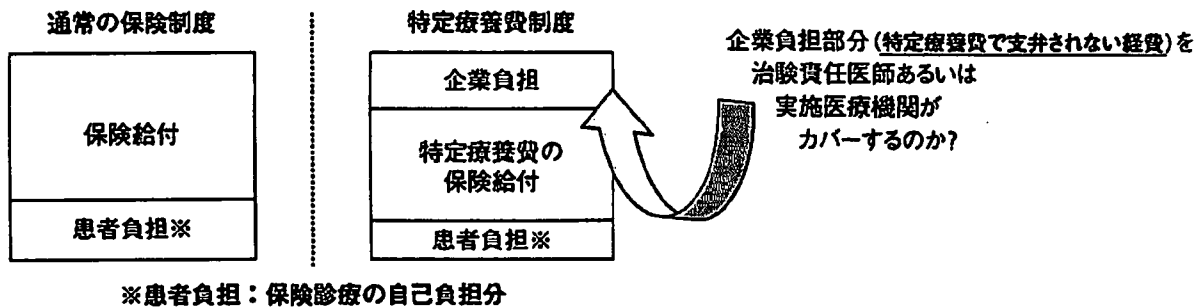 通常の保険制度
保険給付
患者負担※
特定療養費制度
企業負担
特定療養費の
保険給付
患者負担※
企業負担部分(特定療養費で支弁されない経費)を
治験責任医師あるいは
実施医療機関が
カバーするのか?
※患者負担：保険診療の自己負担分